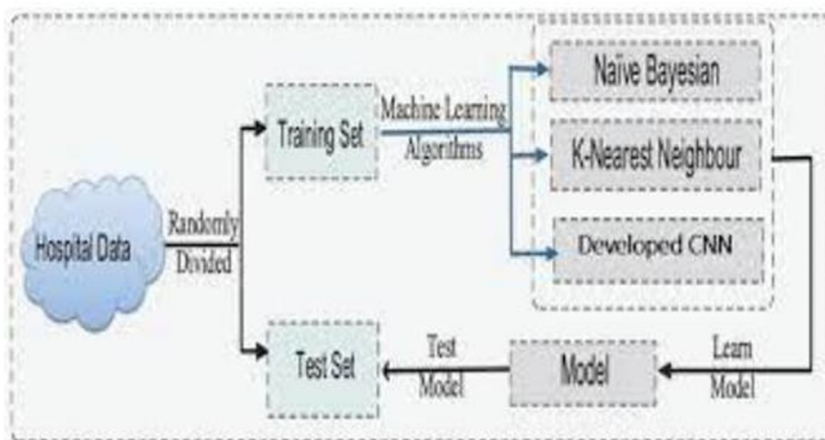 Naïve Bayesian
Machine Learning
Algorithms
Training Set
K-Nearest Neighbour
Randomly
Divided
Hospital Data
Developed CNN
Test
Model
Learn
Model
Test Set
Model